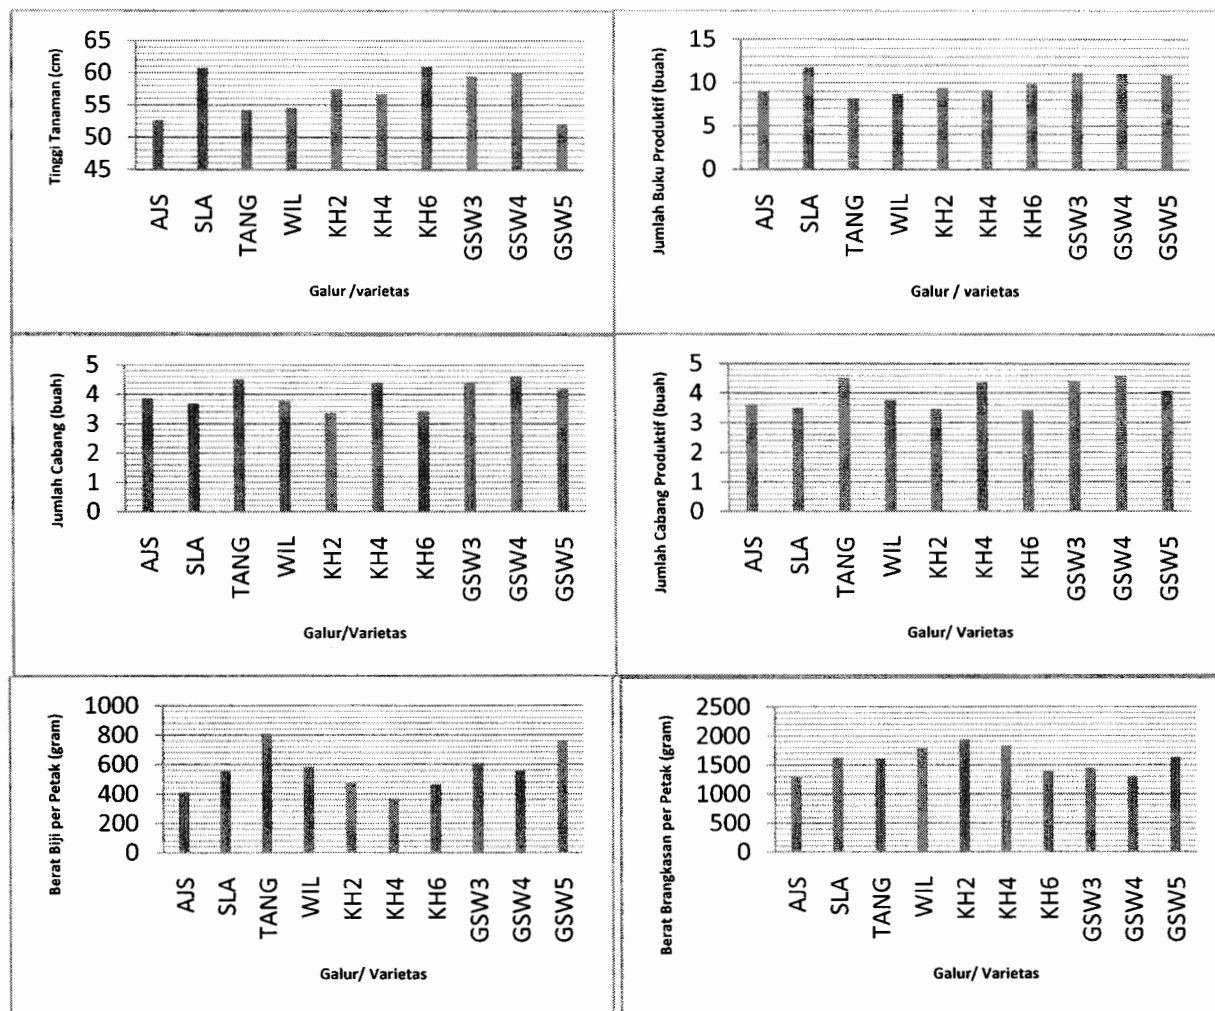 Tinggi Tanaman (cm)
65
60
55
50
45
AJS
SLA
TANG
WIL
KH2
KH4
KH6
GSW3
GSW4
GSW5
Galur /varietas
Jumlah Buku Produktif (buah)
15
10
5
0
AJS
SLA
TANG
WIL
KH2
KH4
KH6
GSW3
GSW4
GSW5
Galur / varietas
Jumlah Cabang (buah)
5
4
3
2
1
0
AJS
SLA
TANG
WIL
KH2
KH4
KH6
GSW3
GSW4
GSW5
Galur/Varietas
Jumlah Cabang Produktif (buah)
5
4
3
2
1
0
AJS
SLA
TANG
WIL
KH2
KH4
KH6
GSW3
GSW4
GSW5
Galur/ Varietas
Berat Biji per Petak (gram)
1000
800
600
400
200
0
AJS
SLA
TANG
WIL
KH2
KH4
KH6
GSW3
GSW4
GSW5
Galur/ Varietas
Berat Brangkasan per Petak (gram)
2500
2000
1500
1000
500
0
AJS
SLA
TANG
WIL
KH2
KH4
KH6
GSW3
GSW4
GSW5
Galur/ Varietas